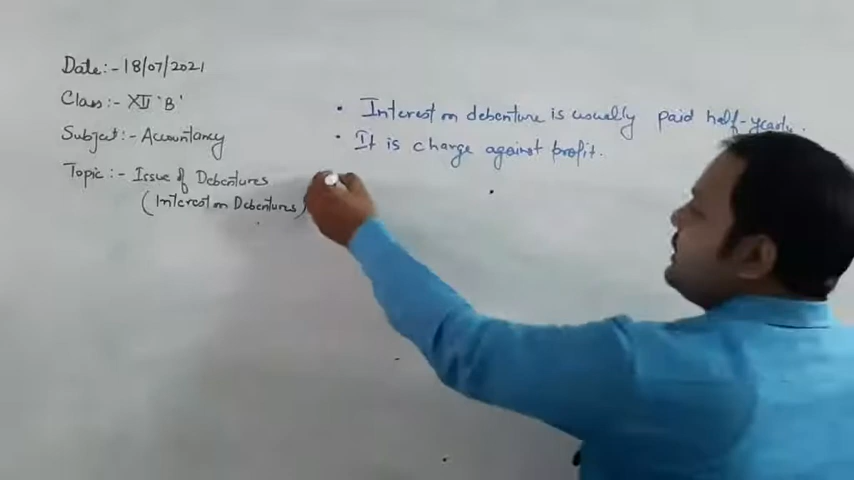 Date:- 18/07/2021
Class:- XII 'B'
Subject:- Accountancy
Topic:- Issue of Debentures
(Interest on Debentures)
• Interest on debenture is usually paid half-yearly.
• It is charge against profit.